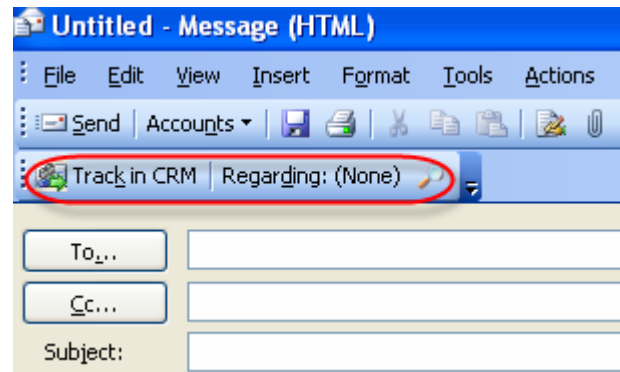 Untitled - Message (HTML)
File Edit View Insert Format Tools Actions
Send Accounts
Track in CRM Regarding: (None)
To...
Cc...
Subject: